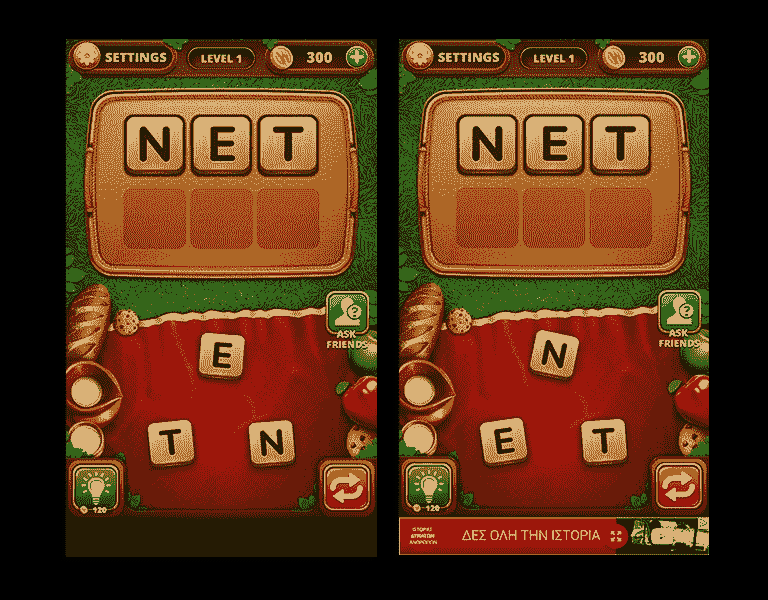 SETTINGS
LEVEL 1
300
NET
ASK
FRIENDS
E
T N
120
SETTINGS
LEVEL 1
300
NET
ASK
FRIENDS
N
E T
120
ΔΕΣ ΟΛΗ ΤΗΝ ΙΣΤΟΡΙΑ